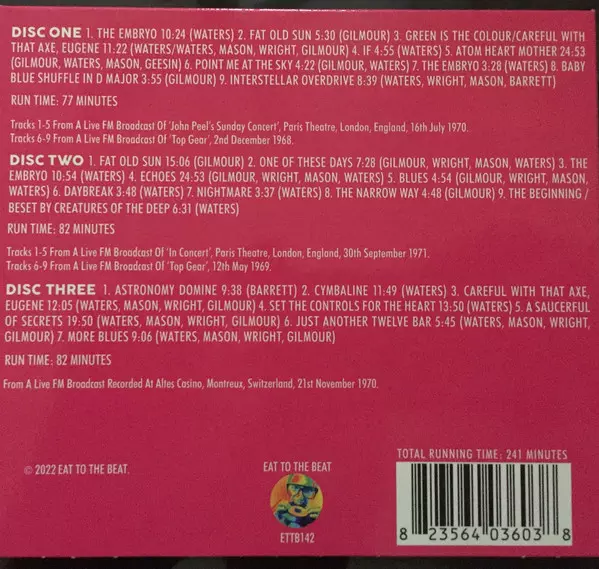 DISC ONE 1. THE EMBRYO 10:24 (WATERS) 2. FAT OLD SUN 5:30 (GILMOUR) 3. GREEN IS THE COLOUR/CAREFUL WITH
THAT AXE, EUGENE 11:22 (WATERS/WATERS, MASON, WRIGHT, GILMOUR) 4. IF 4:55 (WATERS) 5. ATOM HEART MOTHER 24:53
(GILMOUR, WATERS, MASON, GEESIN) 6. POINT ME AT THE SKY 4:22 (GILMOUR, WATERS) 7. THE EMBRYO 3:28 (WATERS) 8. BABY
BLUE SHUFFLE IN D MAJOR 3:55 (GILMOUR) 9. INTERSTELLAR OVERDRIVE 8:39 (WATERS, WRIGHT, MASON, BARRETT)
RUN TIME: 77 MINUTES
Tracks 1-5 From A Live FM Broadcast Of 'John Peel's Sunday Concert', Paris Theatre, London, England, 16th July 1970.
Tracks 6-9 From A Live FM Broadcast Of 'Top Gear', 2nd December 1968.
DISC TWO 1. FAT OLD SUN 15:06 (GILMOUR) 2. ONE OF THESE DAYS 7:28 (GILMOUR, WRIGHT, MASON, WATERS) 3. THE
EMBRYO 10:54 (WATERS) 4. ECHOES 24:53 (GILMOUR, WRIGHT, MASON, WATERS) 5. BLUES 4:54 (GILMOUR, WRIGHT, MASON,
WATERS) 6. DAYBREAK 3:48 (WATERS) 7. NIGHTMARE 3:37 (WATERS) 8. THE NARROW WAY 4:48 (GILMOUR) 9. THE BEGINNING /
BESET BY CREATURES OF THE DEEP 6:31 (WATERS)
RUN TIME: 82 MINUTES
Tracks 1-5 From A Live FM Broadcast Of 'In Concert', Paris Theatre, London, England, 30th September 1971.
Tracks 6-9 From A Live FM Broadcast Of 'Top Gear', 12th May 1969.
DISC THREE 1. ASTRONOMY DOMINE 9:38 (BARRETT) 2. CYMBALINE 11:49 (WATERS) 3. CAREFUL WITH THAT AXE,
EUGENE 12:05 (WATERS, MASON, WRIGHT, GILMOUR) 4. SET THE CONTROLS FOR THE HEART 13:50 (WATERS) 5. A SAUCERFUL
OF SECRETS 19:50 (WATERS, MASON, WRIGHT, GILMOUR) 6. JUST ANOTHER TWELVE BAR 5:45 (WATERS, MASON, WRIGHT,
GILMOUR) 7. MORE BLUES 9:06 (WATERS, MASON, WRIGHT, GILMOUR)
RUN TIME: 82 MINUTES
From A Live FM Broadcast Recorded At Altes Casino, Montreux, Switzerland, 21st November 1970.
TOTAL RUNNING TIME: 241 MINUTES
© 2022 EAT TO THE BEAT.
EAT TO THE BEAT
ETTB142
8 23564 03603 8